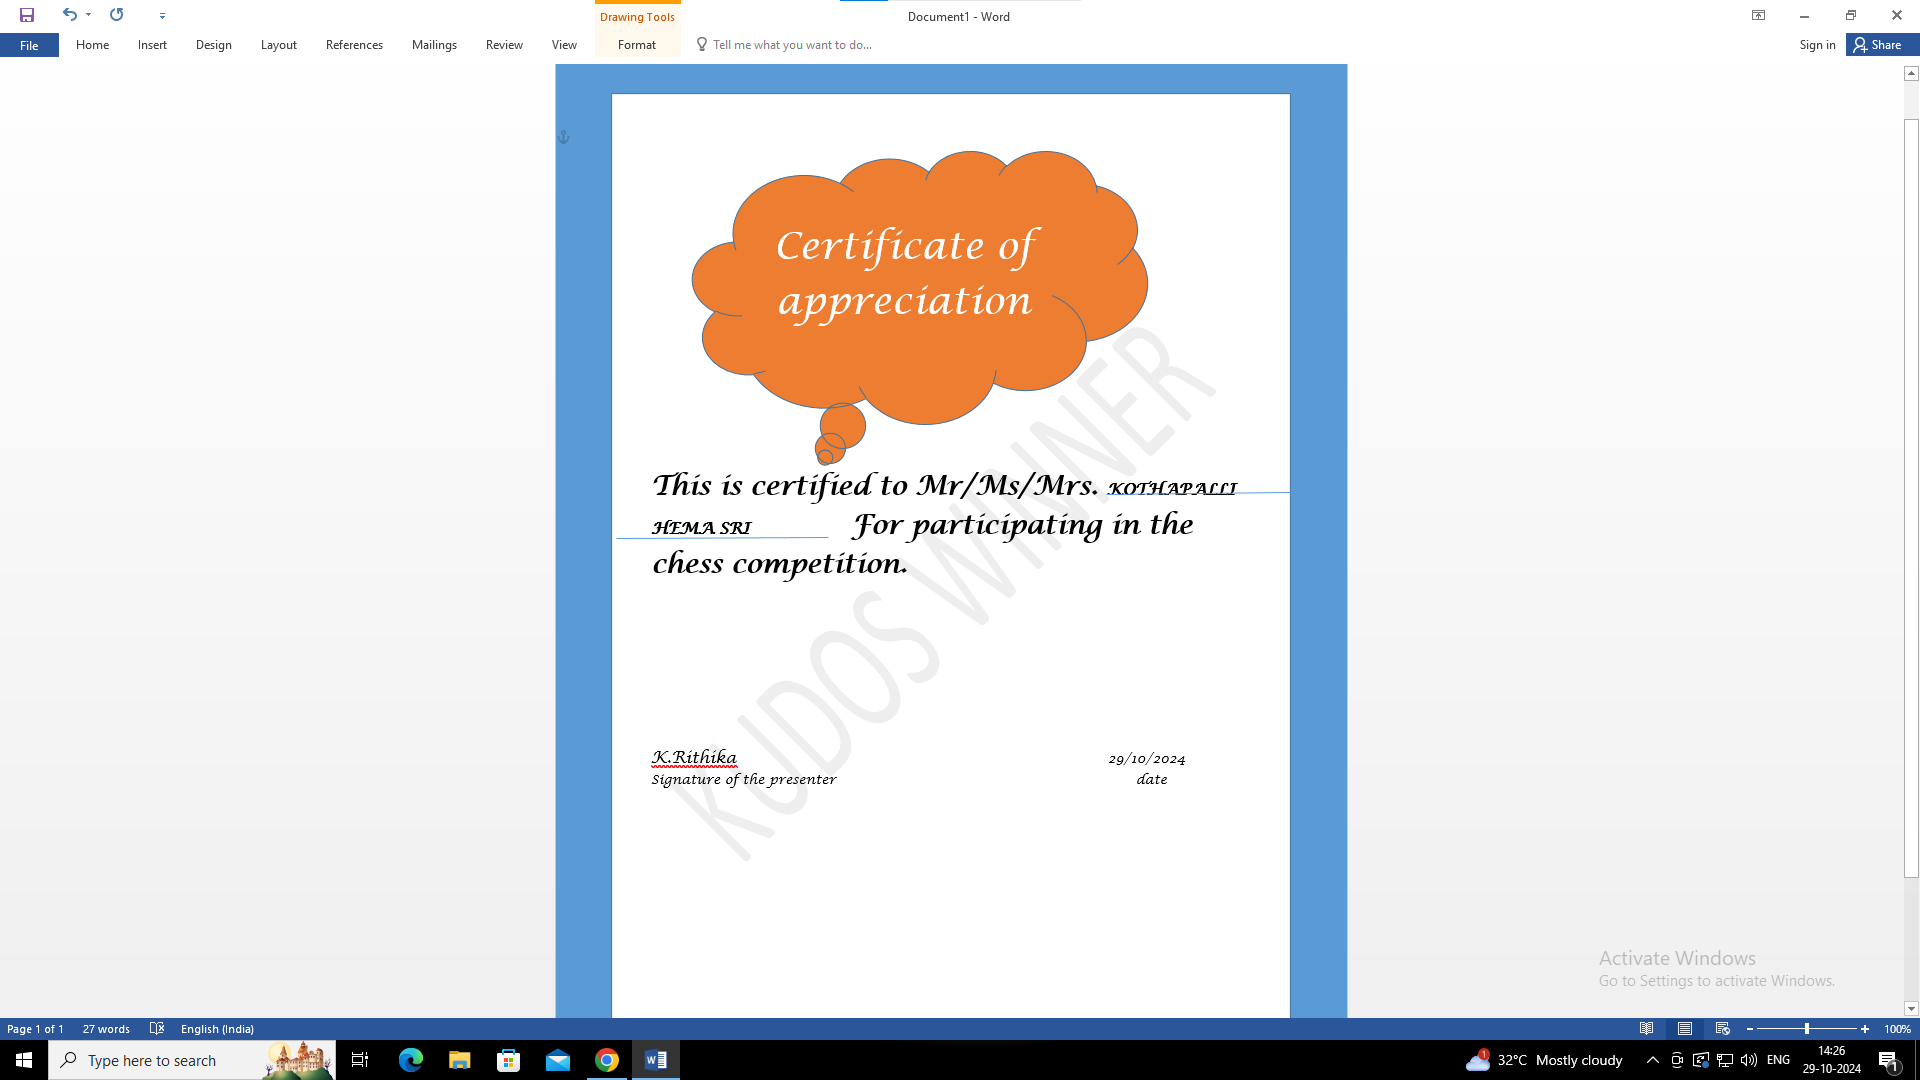 Drawing Tools
Document1 - Word
File
Home
Insert
Design
Layout
References
Mailings
Review
View
Format
Tell me what you want to do...
Sign in
Share
Certificate of
appreciation
KUDOS WINNER
This is certified to Mr/Ms/Mrs. KOTHAPALLI
HEMA SRI For participating in the
chess competition.
K.Rithika 29/10/2024
Signature of the presenter date
Activate Windows
Go to Settings to activate Windows.
Page 1 of 1
27 words
English (India)
100%
Type here to search
1
32°C Mostly cloudy
ENG
14:26
29-10-2024
1